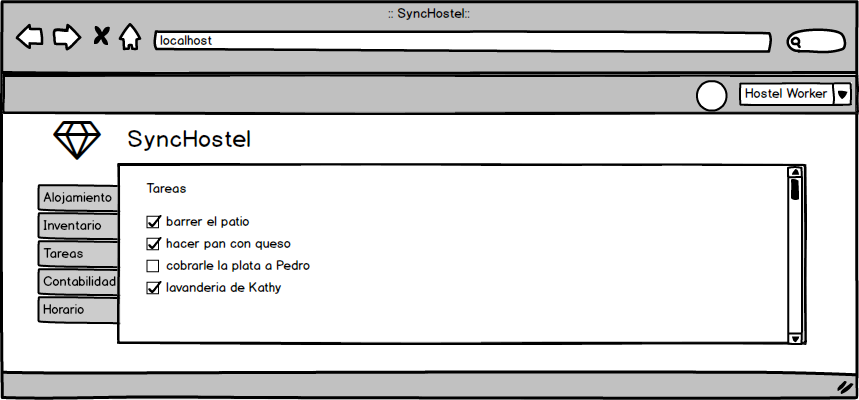 :: SyncHostel::
localhost
Hostel Worker
SyncHostel
Tareas
Alojamiento
Inventario
Tareas
Contabilidad
Horario
barrer el patio
hacer pan con queso
cobrarle la plata a Pedro
lavanderia de Kathy